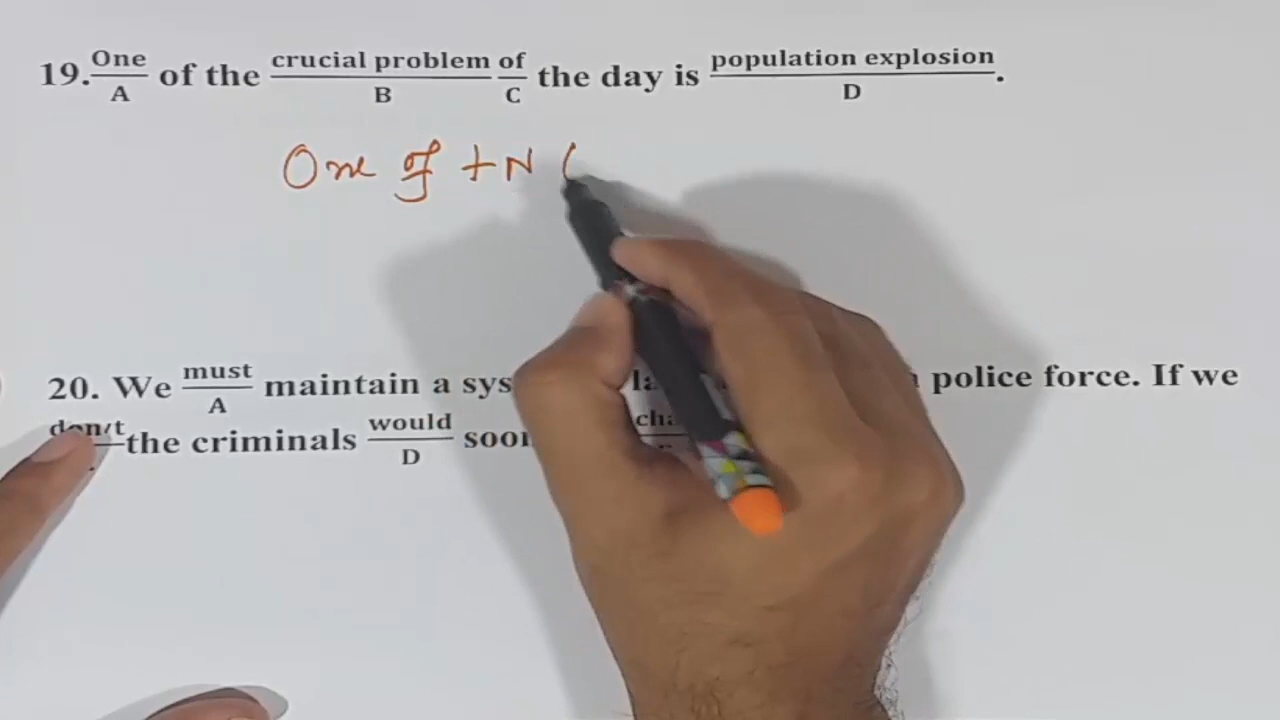 19. One of the crucial problem of the day is population explosion.
A B C D
One of + N (
20. We must maintain a sys police force. If we
A
don't the criminals would soon
D